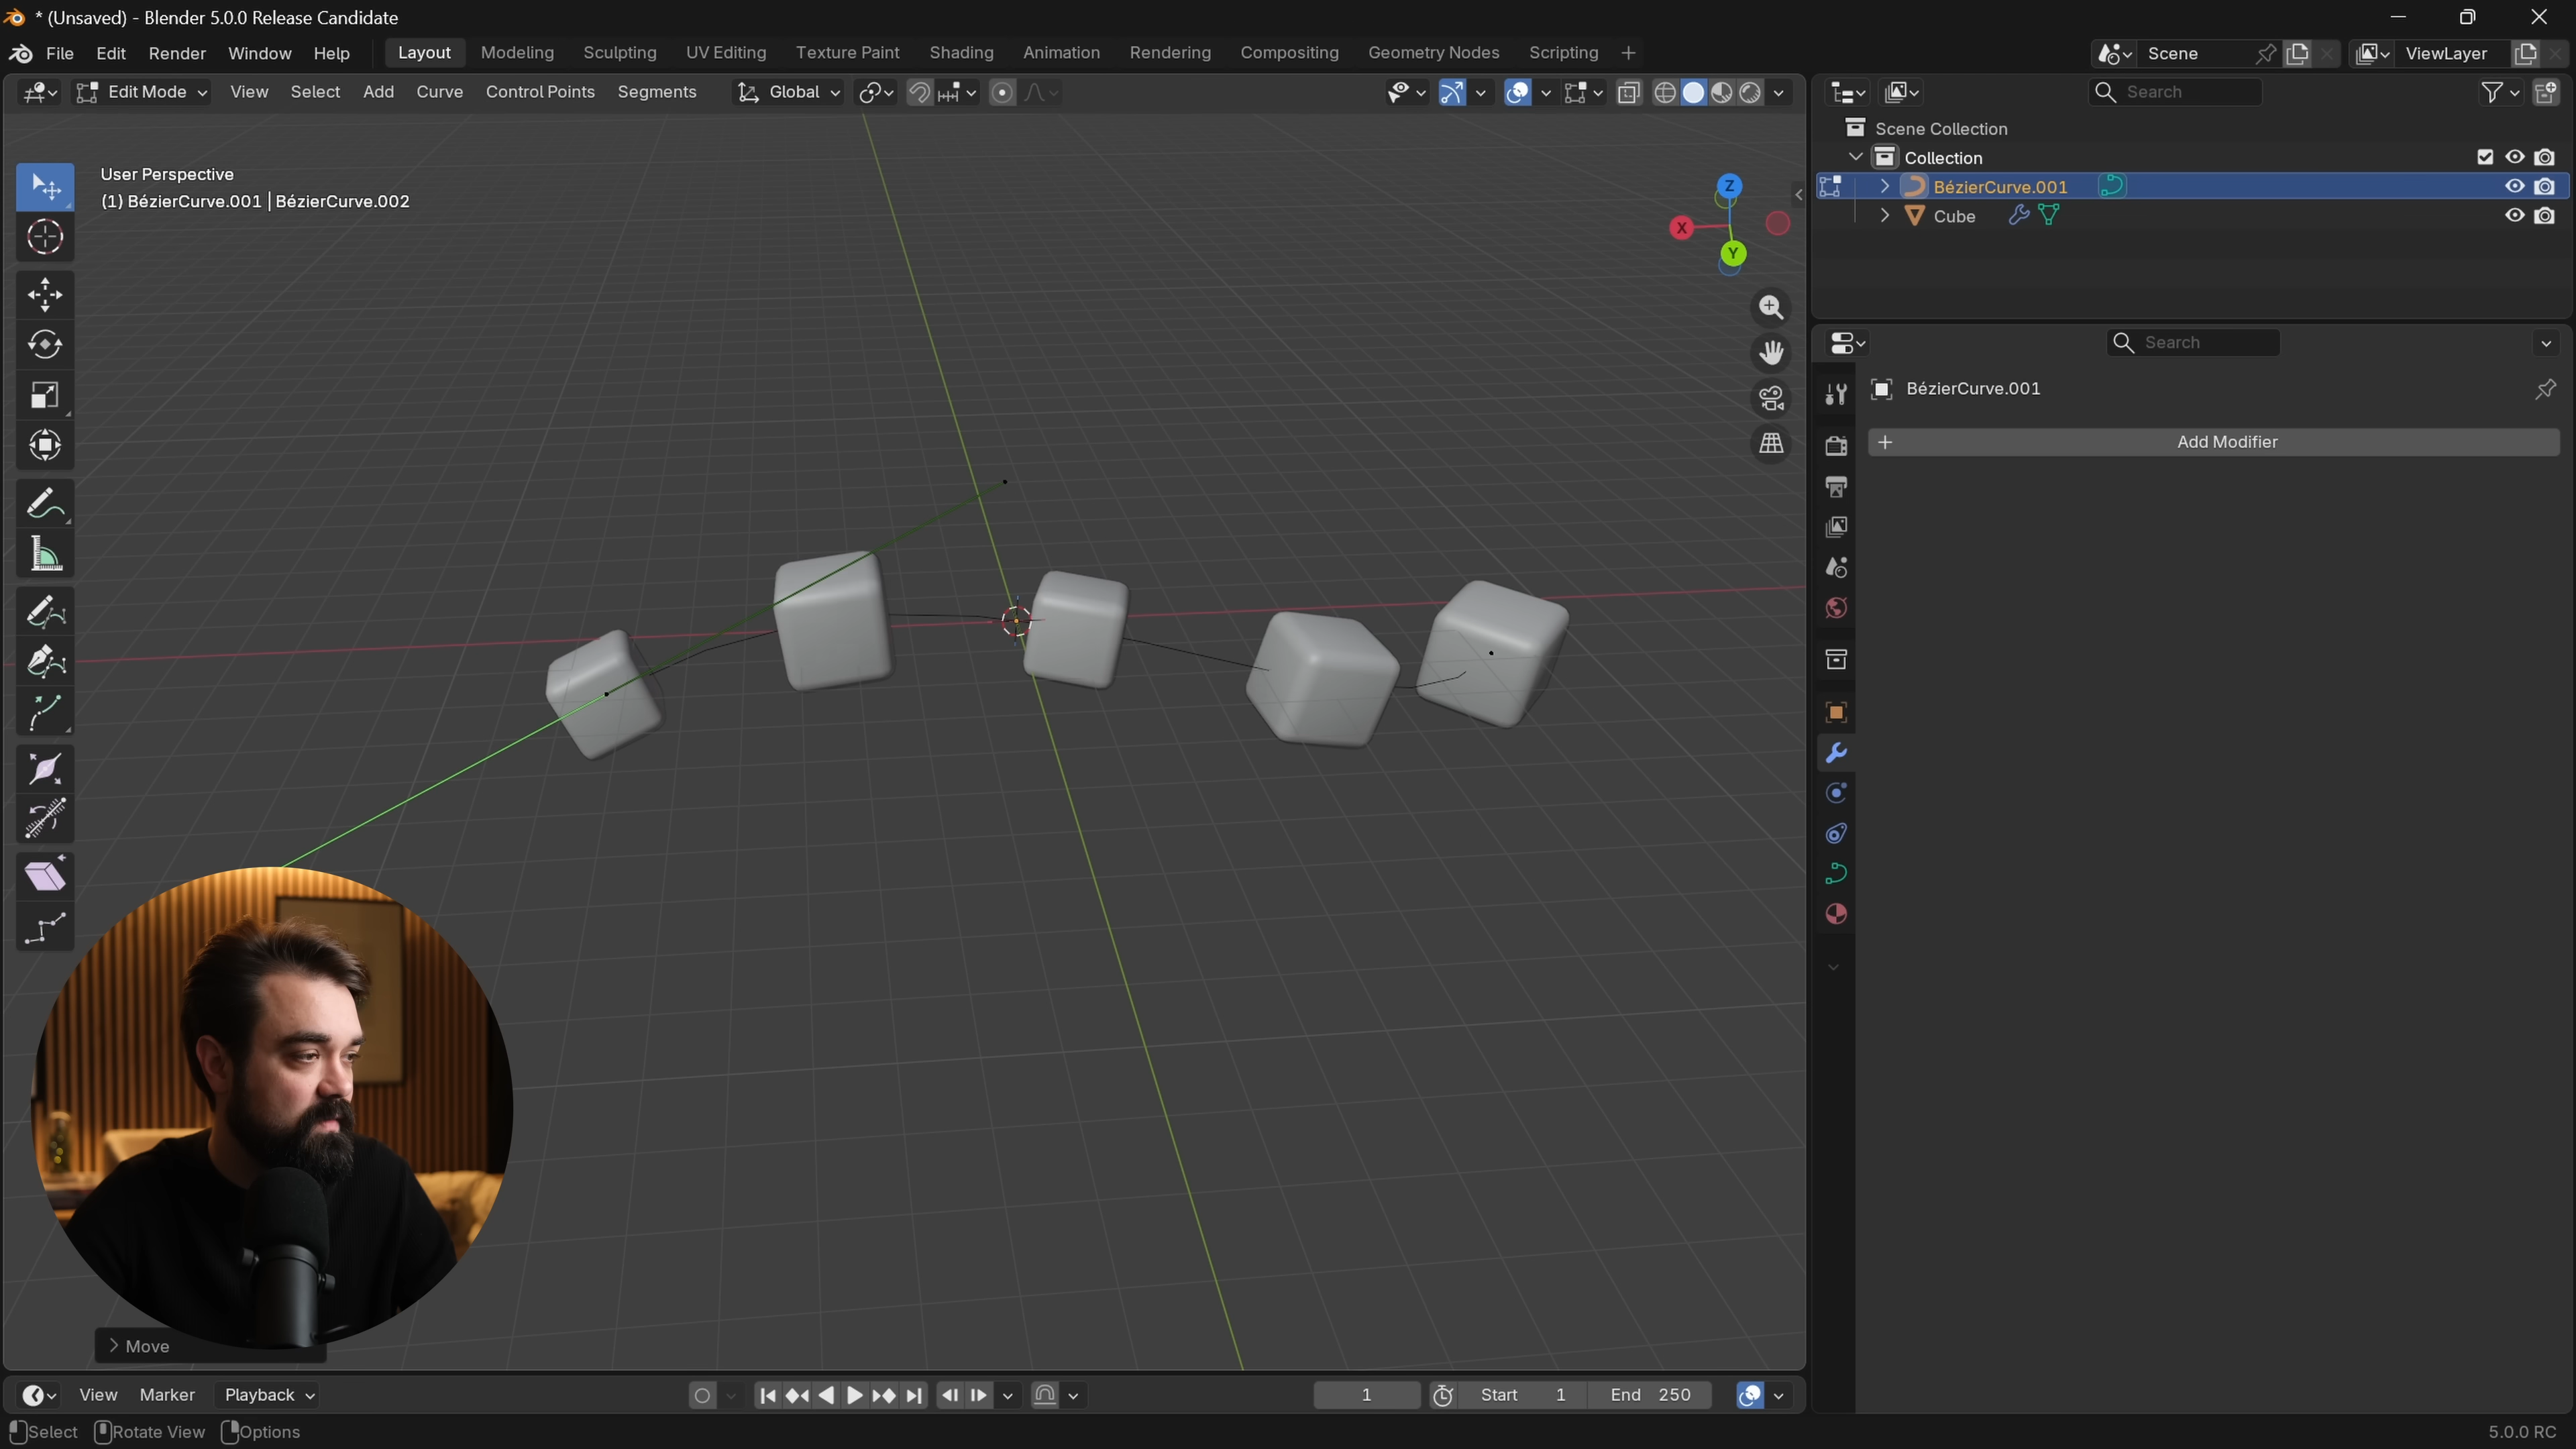 * (Unsaved) - Blender 5.0.0 Release Candidate
File Edit Render Window Help
Layout Modeling Sculpting UV Editing Texture Paint Shading Animation Rendering Compositing Geometry Nodes Scripting
Scene
ViewLayer
Edit Mode View Select Add Curve Control Points Segments
Global
Search
User Perspective
(1) BézierCurve.001 | BézierCurve.002
Z
X
Y
Scene Collection
Collection
BézierCurve.001
Cube
Search
BézierCurve.001
Add Modifier
Move
View Marker Playback
1
Start 1
End 250
Select Rotate View Options
5.0.0 RC